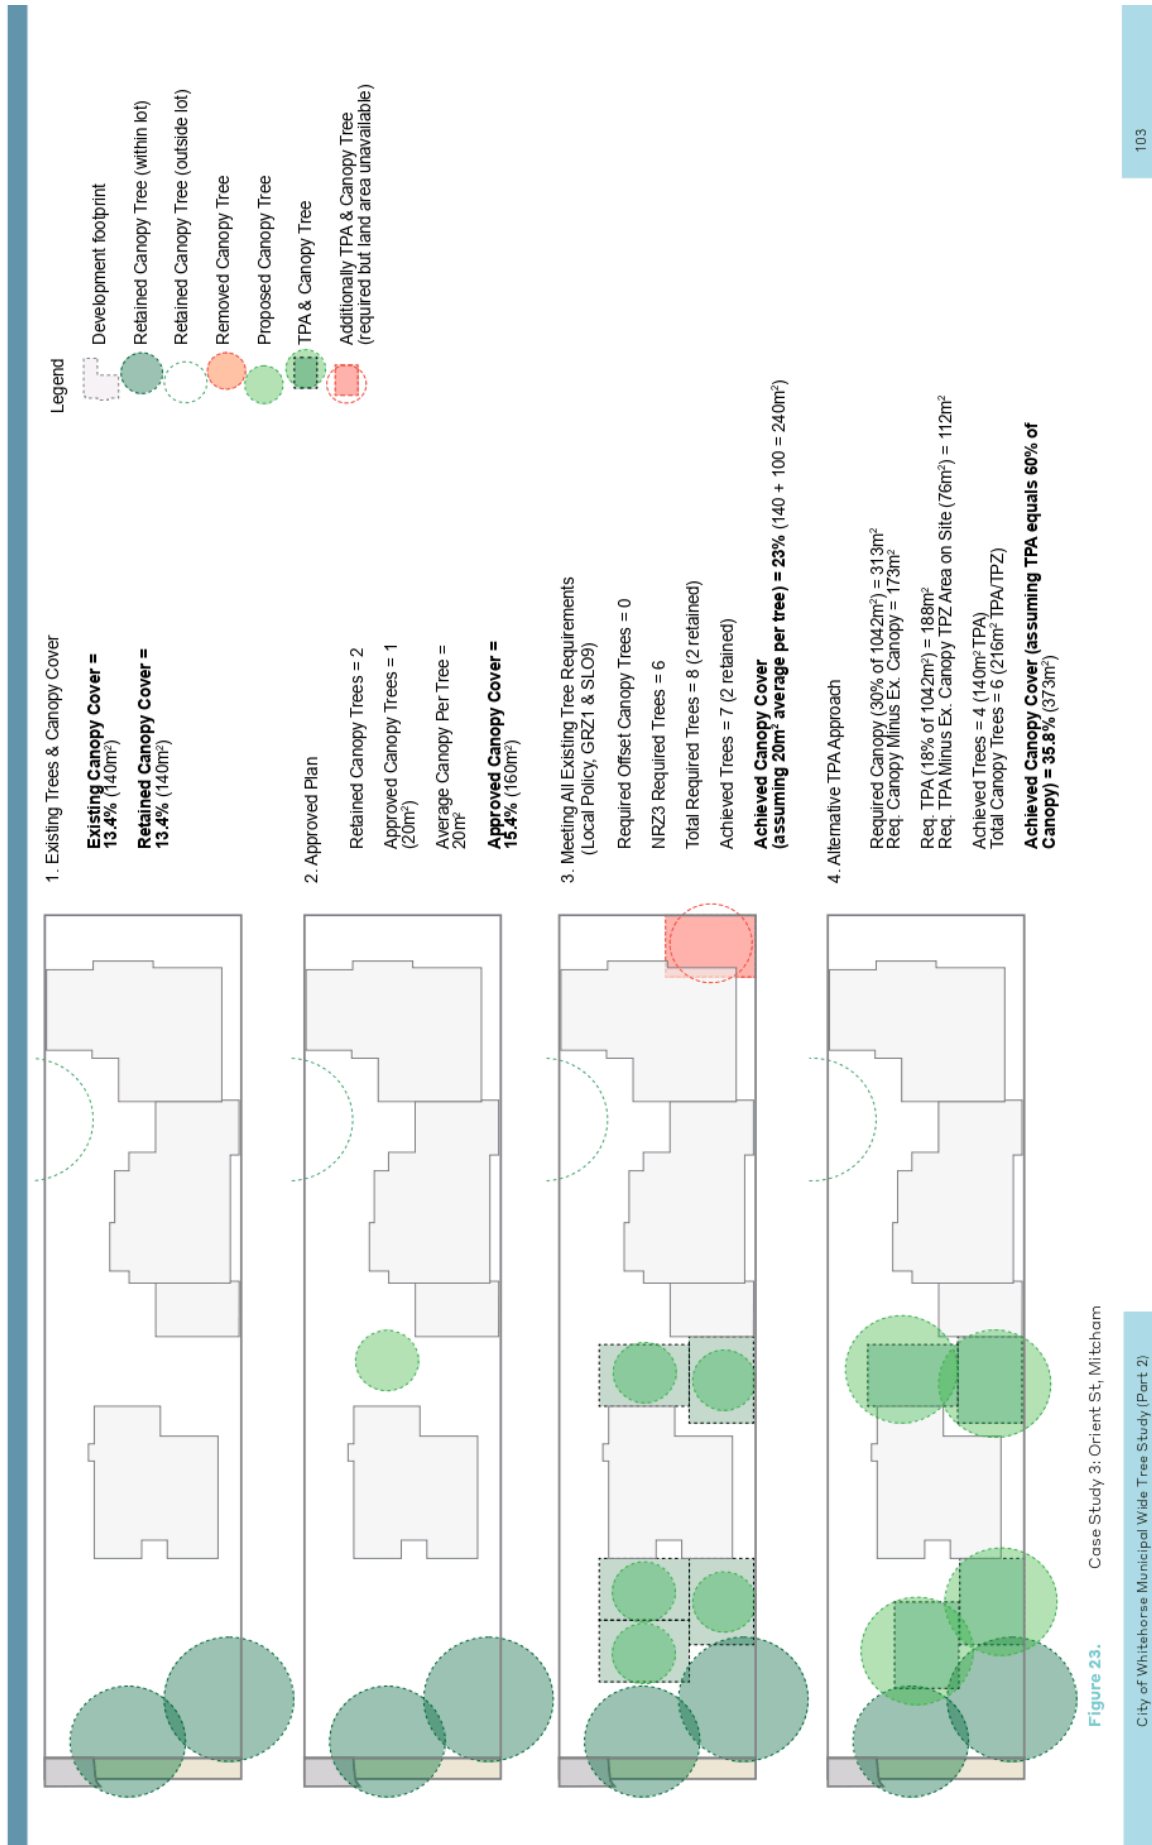 1. Existing Trees & Canopy Cover
Existing Canopy Cover =
13.4% (140m²)
Retained Canopy Cover =
13.4% (140m²)
2. Approved Plan
Retained Canopy Trees = 2
Approved Canopy Trees = 1
(20m²)
Average Canopy Per Tree =
20m²
Approved Canopy Cover =
15.4% (160m²)
3. Meeting All Existing Tree Requirements
(Local Policy, GRZ1 & SLO9)
Required Offset Canopy Trees = 0
NRZ3 Required Trees = 6
Total Required Trees = 8 (2 retained)
Achieved Trees = 7 (2 retained)
Achieved Canopy Cover
(assuming 20m² average per tree) = 23% (140 + 100 = 240m²)
4. Alternative TPA Approach
Required Canopy (30% of 1042m²) = 313m²
Req. Canopy Minus Ex. Canopy = 173m²
Req. TPA (18% of 1042m²) = 188m²
Req. TPA Minus Ex. Canopy TPZ Area on Site (76m²) = 112m²
Achieved Trees = 4 (140m² TPA)
Total Canopy Trees = 6 (216m² TPA/TPZ)
Achieved Canopy Cover (assuming TPA equals 60% of
Canopy) = 35.8% (373m²)
Legend
Development footprint
Retained Canopy Tree (within lot)
Retained Canopy Tree (outside lot)
Removed Canopy Tree
Proposed Canopy Tree
TPA & Canopy Tree
Additionally TPA & Canopy Tree
(required but land area unavailable)
Figure 23.
Case Study 3: Orient St, Mitcham
City of Whitehorse Municipal Wide Tree Study (Part 2)
103